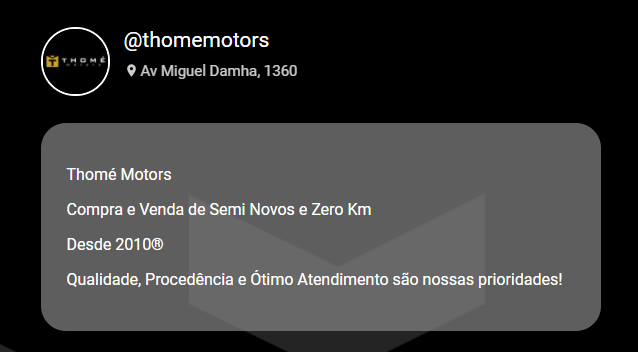 THOMÉ
@thomemotors
Av Miguel Damha, 1360
Thomé Motors
Compra e Venda de Semi Novos e Zero Km
Desde 2010®
Qualidade, Procedência e Ótimo Atendimento são nossas prioridades!